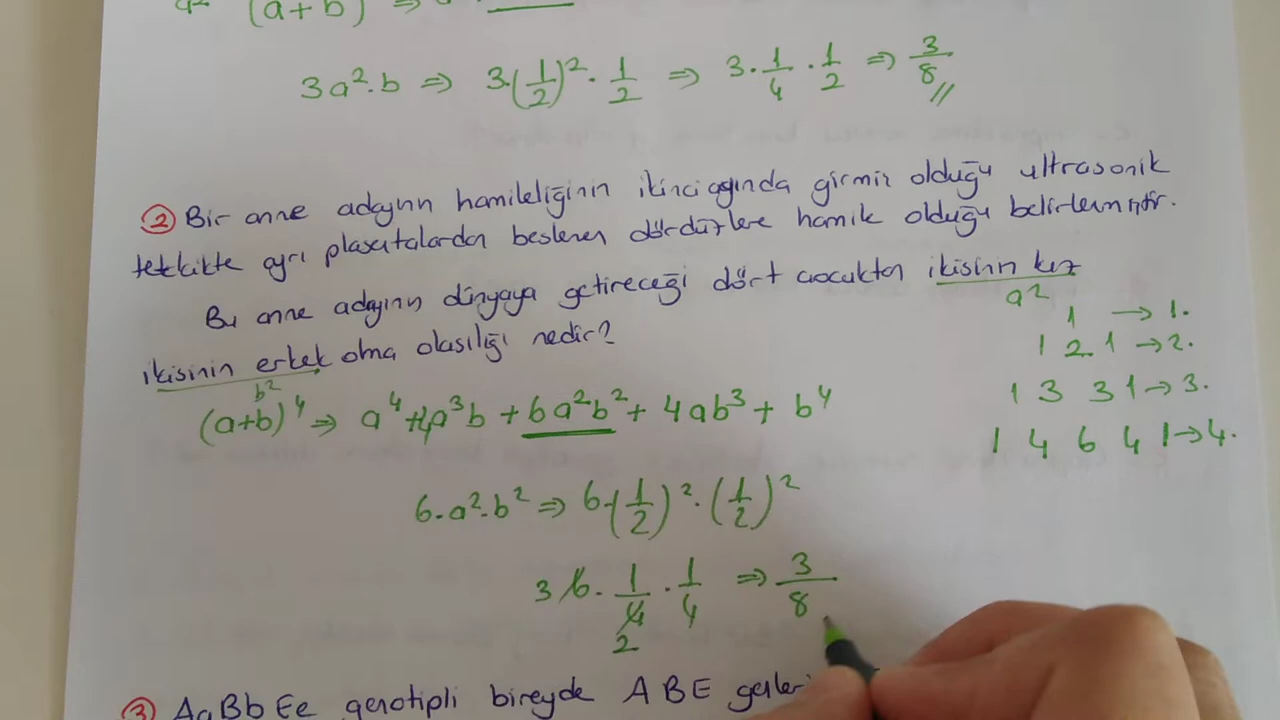 (a+b) ⇒
3a².b ⇒ 3.(1/2)².1/2 ⇒ 3.1/4.1/2 ⇒ 3/8 //
② Bir anne adayının hamileliğinin ikinci ayında girmiş olduğu ultrasonik
tetkikte ayrı plasentalardan beslenen dördüzlere hamile olduğu belirlenmiştir.
Bu anne adayının dünyaya getireceği dört çocuktan ikisinin kız
a²
ikisinin erkek olma olasılığı nedir?
b²
1 → 1.
1 2 1 → 2.
1 3 3 1 → 3.
1 4 6 4 1 → 4.
(a+b)⁴ ⇒ a⁴ + 4a³b + 6a²b² + 4ab³ + b⁴
6.a².b² ⇒ 6.(1/2)².(1/2)²
3 6.1/4.1/4 ⇒ 3/8
2
③ AaBb Ee genotipli bireyde ABE genleri